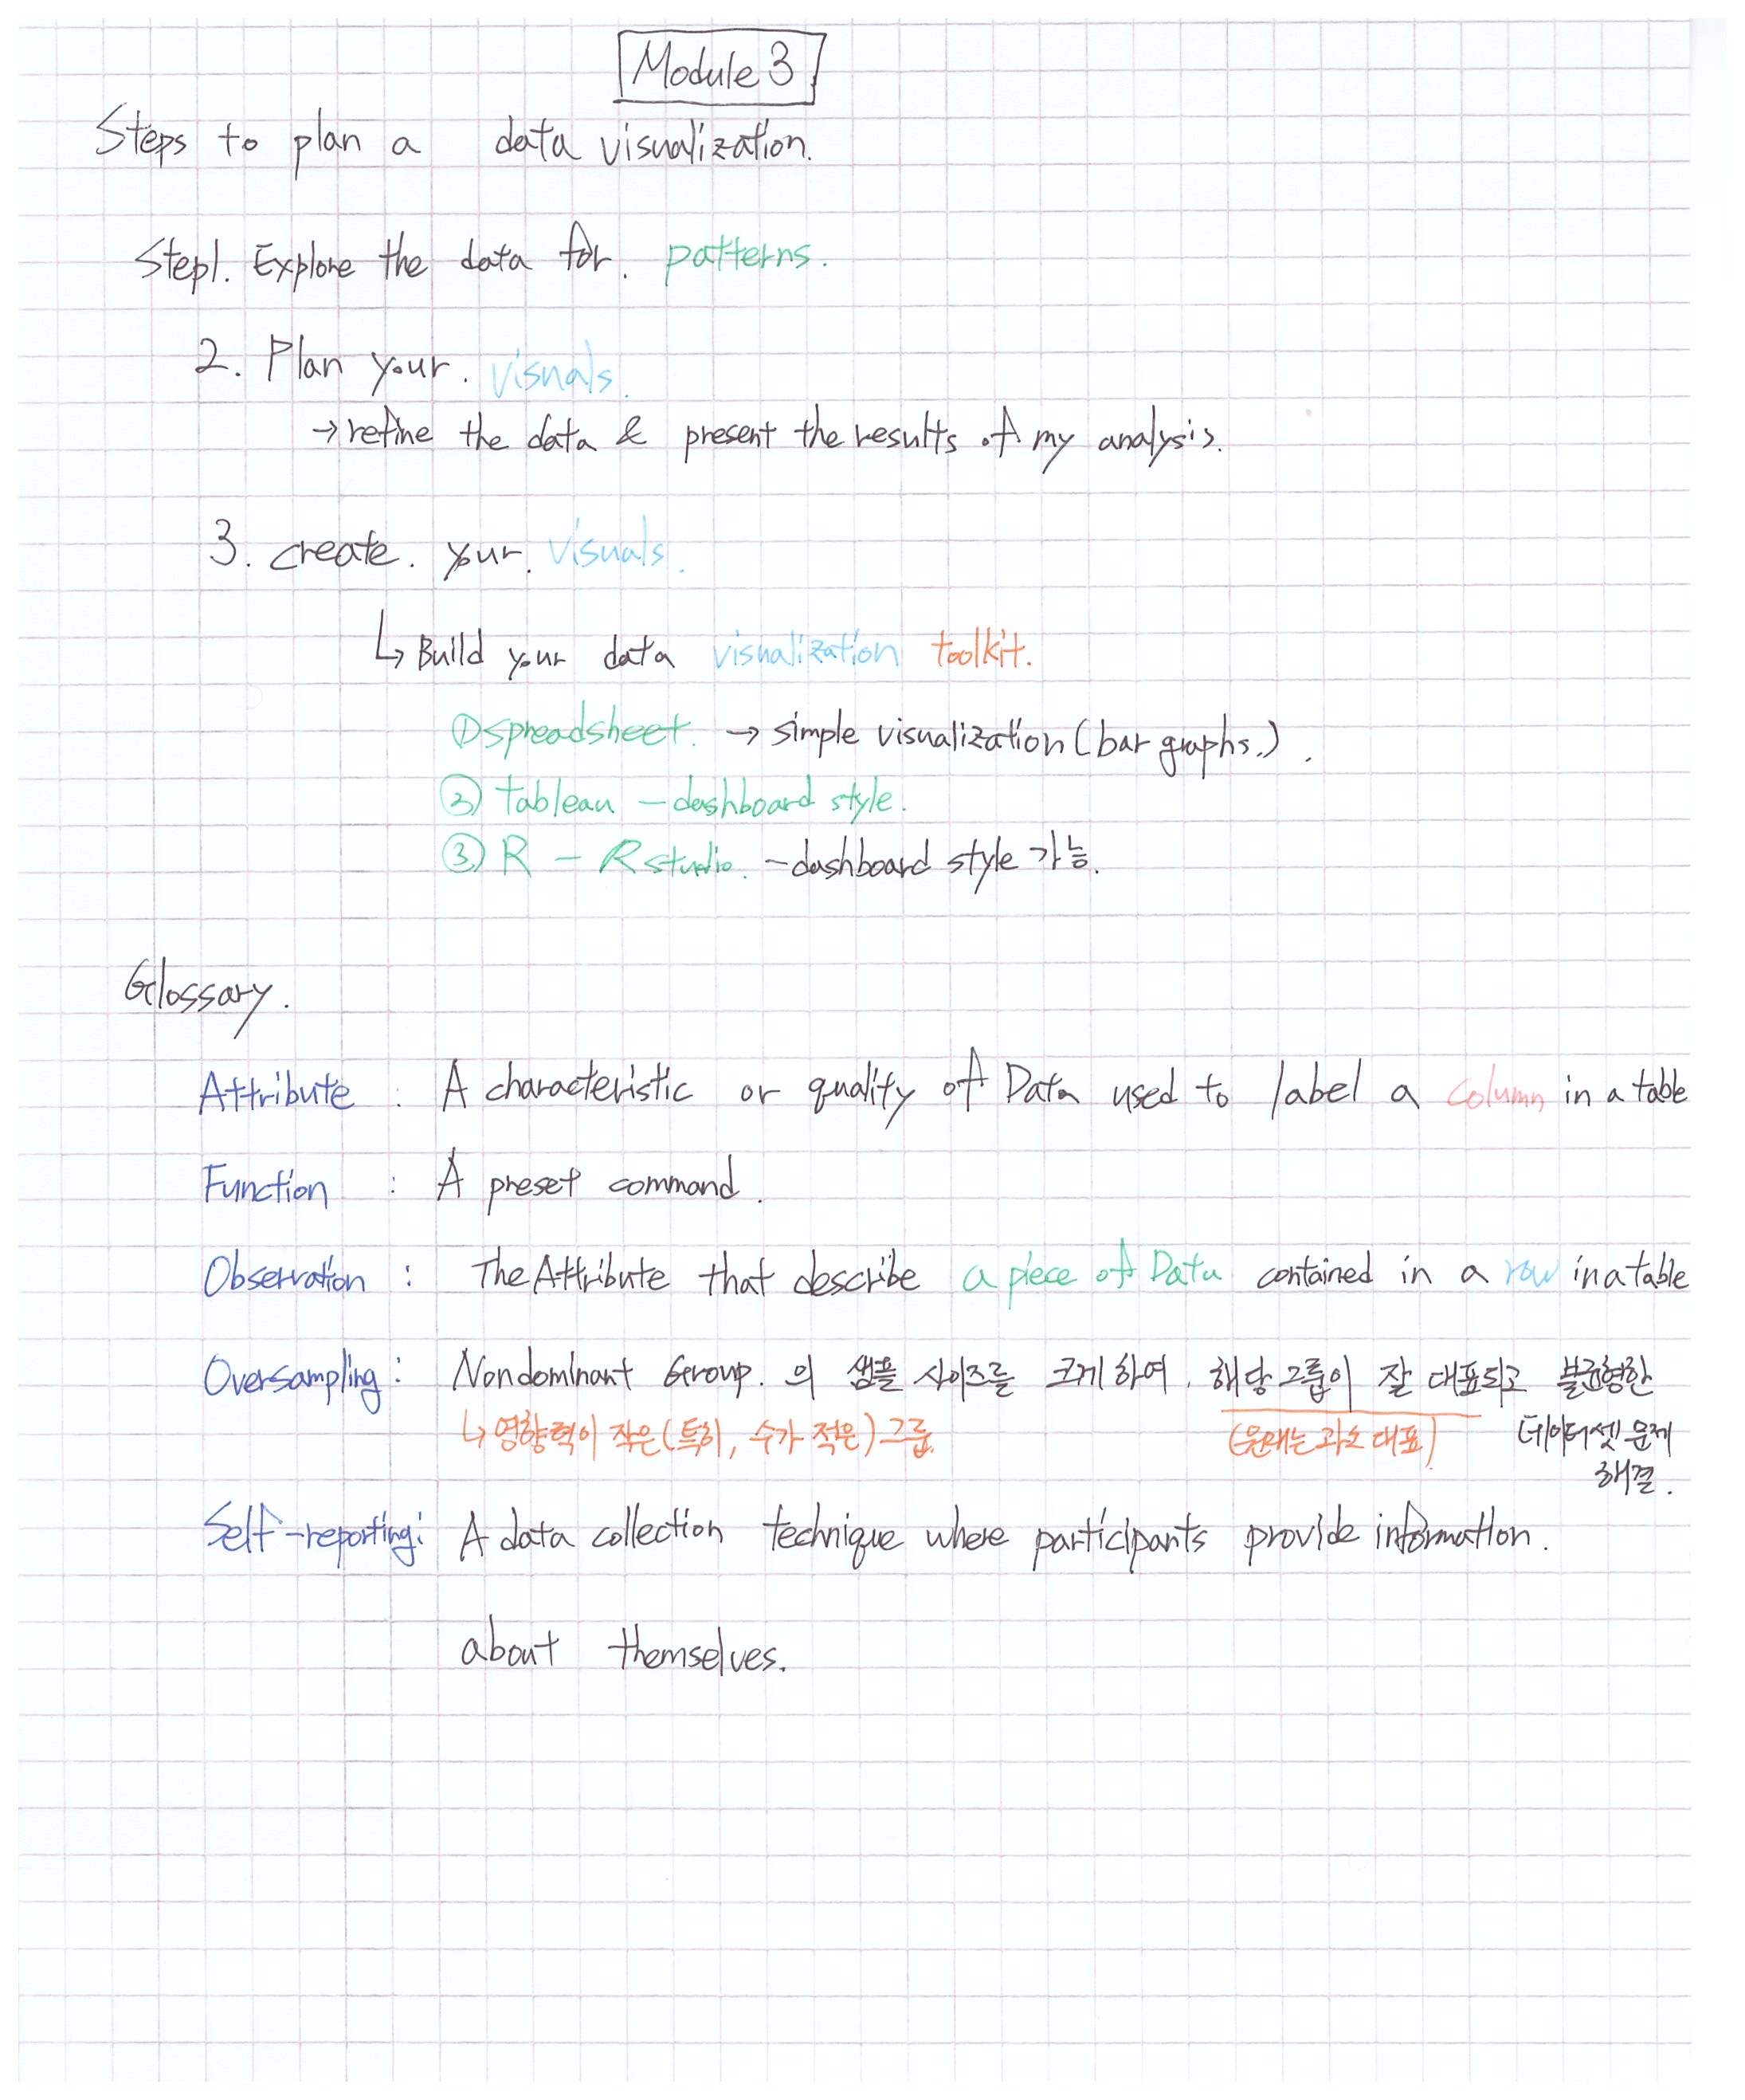 Module 3
Steps to plan a data visualization.
Step1. Explore the data for. patterns.
2. Plan your. visuals.
→ refine the data & present the results of my analysis.
3. create. your. visuals.
↳ Build your data visualization toolkit.
① spreadsheet. → simple visualization (bar graphs.).
② tableau - dashboard style.
③ R - R studio. - dashboard style 가능.
Glossary.
Attribute : A characteristic or quality of Data used to label a column in a table
Function : A preset command.
Observation : The Attribute that describe a piece of Data contained in a row in a table
Oversampling : Nondominant Group. 의 샘플 사이즈를 크게 하여, 해당 그룹이 잘 대표되고 불균형한
↳ 영향력이 작은 (특히, 수가 적은) 그룹. (원래는 과소 대표) 데이터셋 문제
해결.
Self-reporting: A data collection technique where participants provide information.
about themselves.